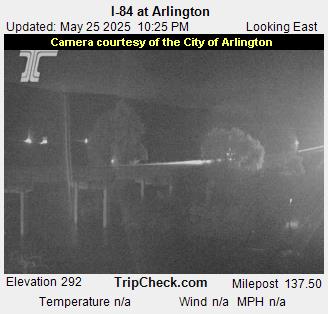 I-84 at Arlington
Updated: May 25 2025 10:25 PM Looking East
Camera courtesy of the City of Arlington
Elevation 292 TripCheck.com Milepost 137.50
Temperature n/a Wind n/a MPH n/a